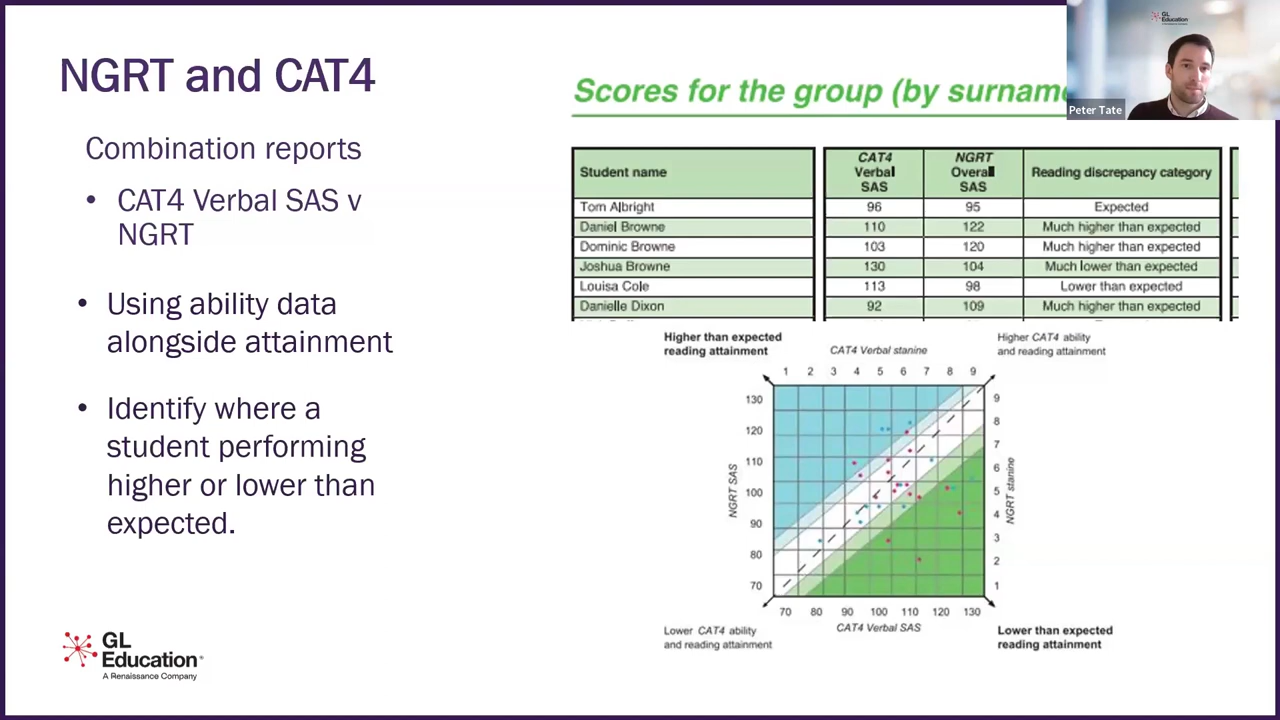 NGRT and CAT4
Combination reports
• CAT4 Verbal SAS v
NGRT
• Using ability data
alongside attainment
• Identify where a
student performing
higher or lower than
expected.
GL
Education
A Renaissance Company
Scores for the group (by surname
Student name
CAT4 Verbal SAS
NGRT Overall SAS
Reading discrepancy category
Tom Albright 96 95 Expected
Daniel Browne 110 122 Much higher than expected
Dominic Browne 103 120 Much higher than expected
Joshua Browne 130 104 Much lower than expected
Louisa Cole 113 98 Lower than expected
Danielle Dixon 92 109 Much higher than expected
Higher than expected
reading attainment
CAT4 Verbal stanine
Higher CAT4 ability
and reading attainment
1 2 3 4 5 6 7 8 9
130
120
110
100
90
80
70
NGRT SAS
9
8
7
6
5
4
3
2
1
NGRT stanine
70 80 90 100 110 120 130
CAT4 Verbal SAS
Lower CAT4 ability
and reading attainment
Lower than expected
reading attainment
GL
Education
Peter Tate